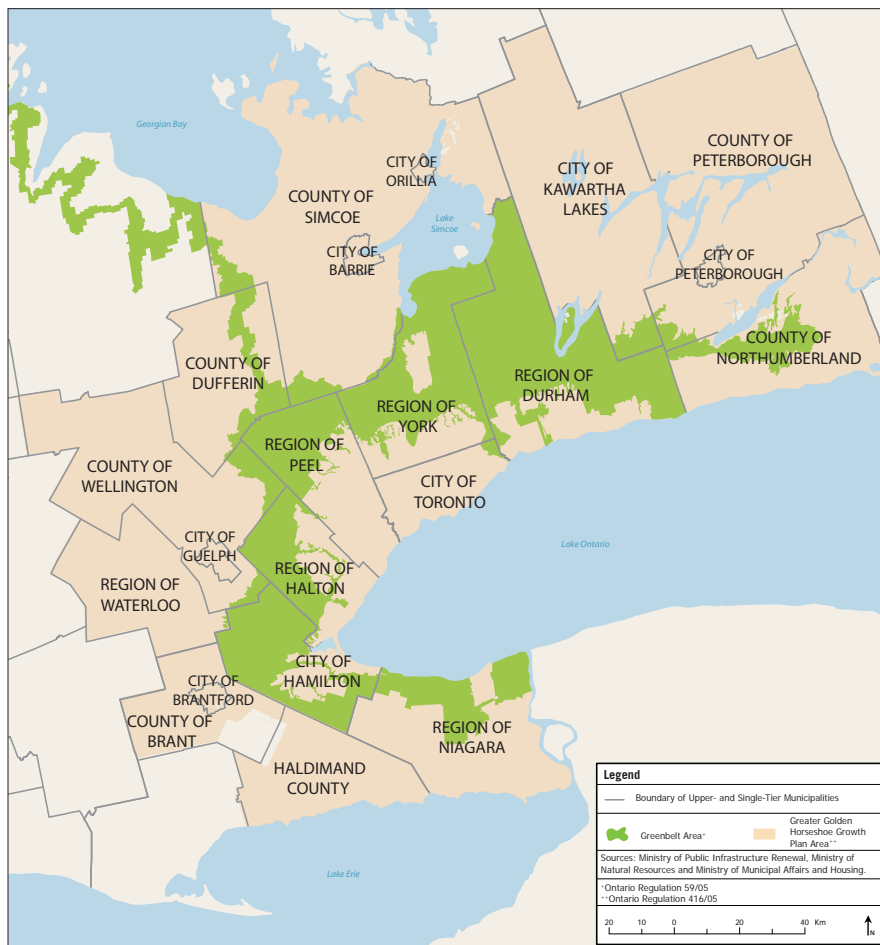 Georgian Bay
COUNTY OF
PETERBOROUGH
CITY OF
ORILLIA
CITY OF
KAWARTHA
LAKES
COUNTY OF
SIMCOE
Lake
Simcoe
CITY OF
BARRIE
CITY OF
PETERBOROUGH
COUNTY OF
NORTHUMBERLAND
COUNTY OF
DUFFERIN
REGION OF
DURHAM
REGION OF
YORK
REGION OF
PEEL
COUNTY OF
WELLINGTON
CITY OF
TORONTO
CITY OF
GUELPH
Lake Ontario
REGION OF
HALTON
REGION OF
WATERLOO
CITY OF
HAMILTON
CITY OF
BRANTFORD
COUNTY OF
BRANT
REGION OF
NIAGARA
HALDIMAND
COUNTY
Lake Erie
Legend
Boundary of Upper- and Single-Tier Municipalities
Greenbelt Area*
Greater Golden
Horseshoe Growth
Plan Area**
Sources: Ministry of Public Infrastructure Renewal, Ministry of
Natural Resources and Ministry of Municipal Affairs and Housing.
*Ontario Regulation 59/05
**Ontario Regulation 416/05
20 10 0 20 40 Km
N